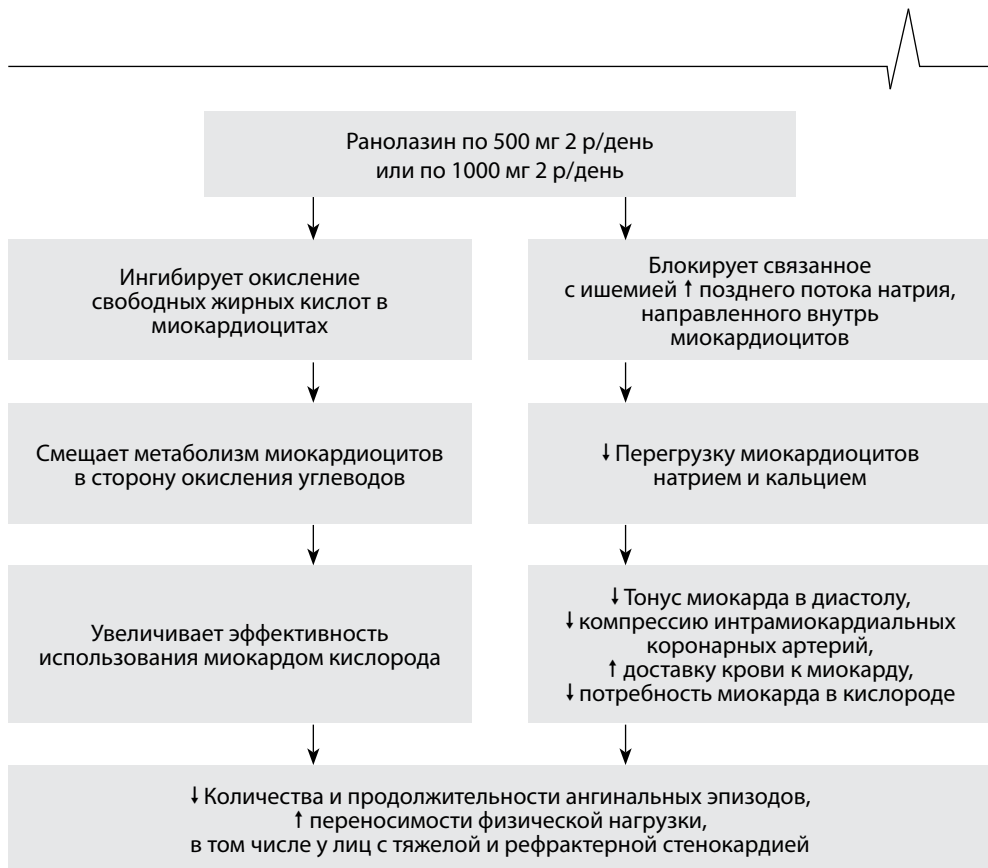 Ранолазин по 500 мг 2 р/день
или по 1000 мг 2 р/день
Ингибирует окисление
свободных жирных кислот в
миокардиоцитах
Блокирует связанное
с ишемией ↑ позднего потока натрия,
направленного внутрь
миокардиоцитов
Смещает метаболизм миокардиоцитов
в сторону окисления углеводов
↓ Перегрузку миокардиоцитов
натрием и кальцием
Увеличивает эффективность
использования миокардом кислорода
↓ Тонус миокарда в диастолу,
↓ компрессию интрамиокардиальных
коронарных артерий,
↑ доставку крови к миокарду,
↓ потребность миокарда в кислороде
↓ Количества и продолжительности ангинальных эпизодов,
↑ переносимости физической нагрузки,
в том числе у лиц с тяжелой и рефрактерной стенокардией